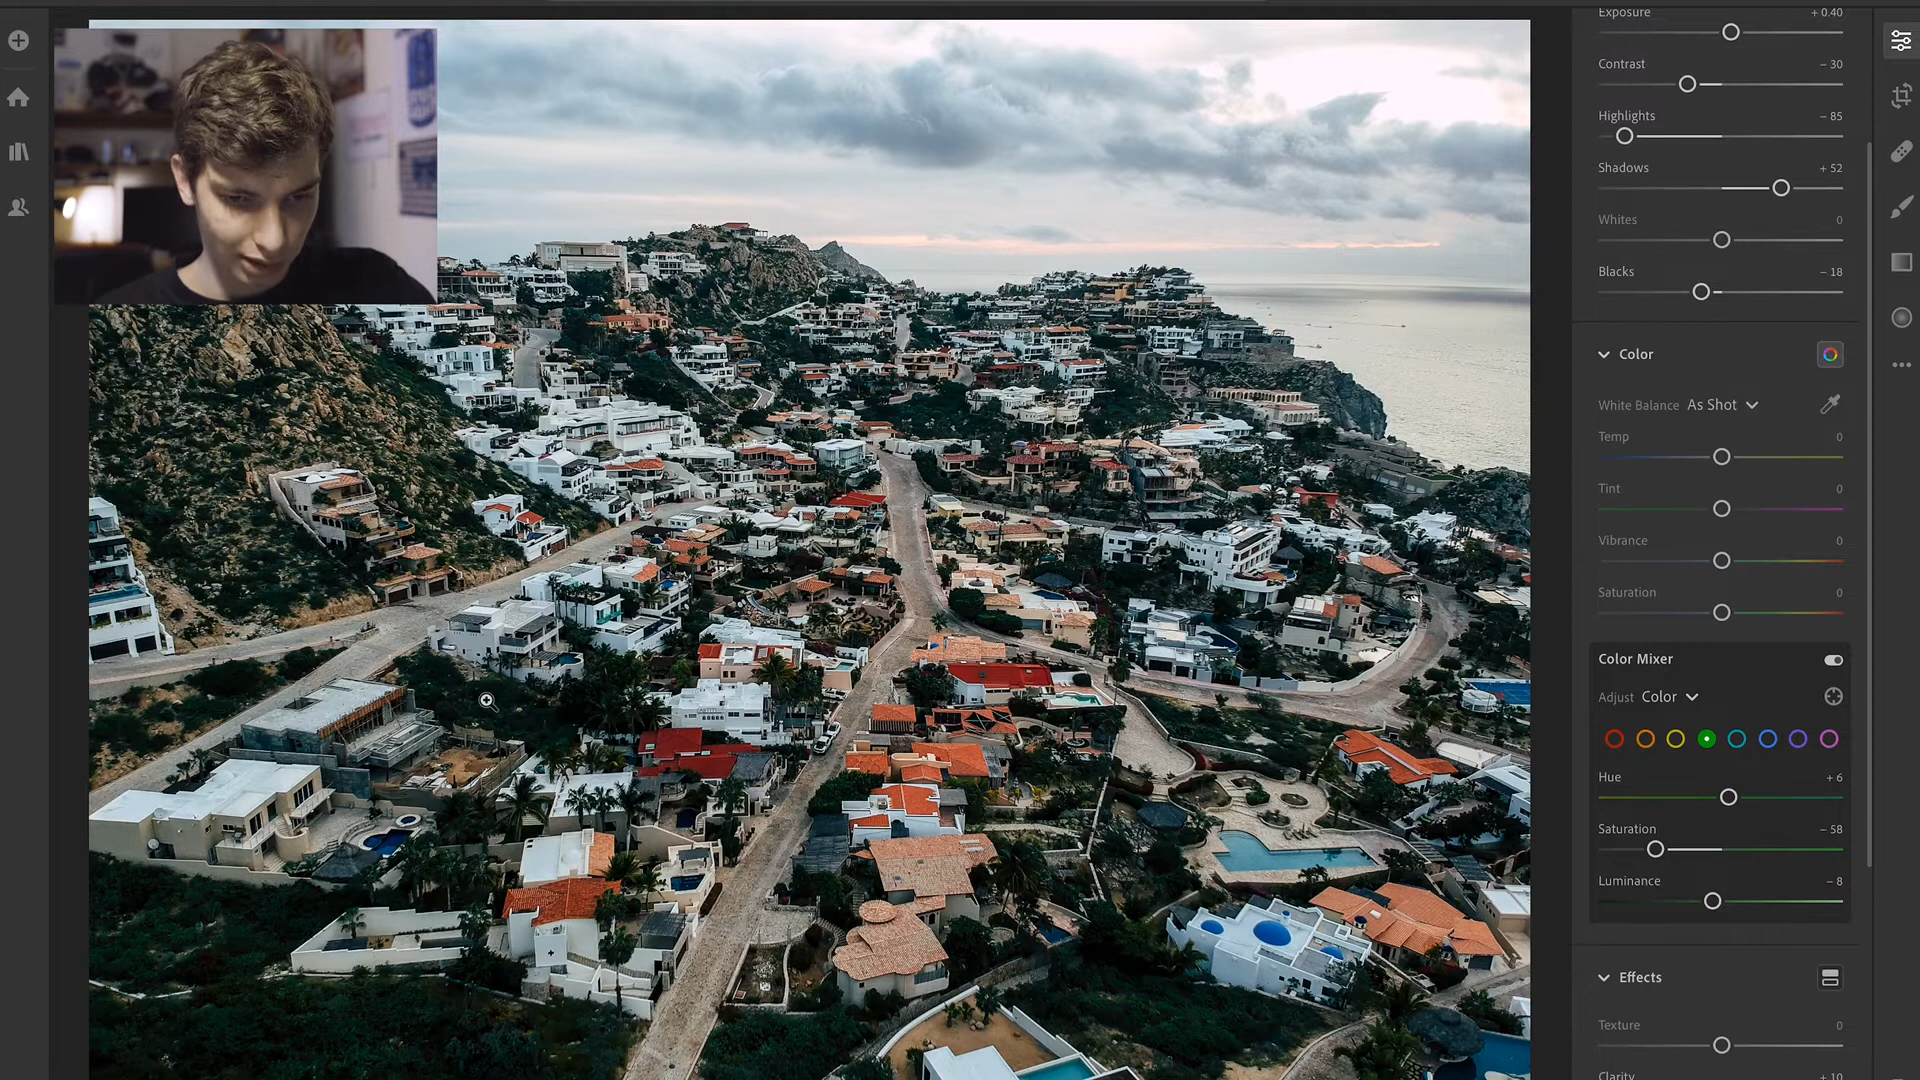 Exposure + 0.40
Contrast – 30
Highlights – 85
Shadows + 52
Whites 0
Blacks – 18
Color
White Balance As Shot
Temp 0
Tint 0
Vibrance 0
Saturation 0
Color Mixer
Adjust Color
Hue + 6
Saturation – 58
Luminance – 8
Effects
Texture 0
Clarity + 10